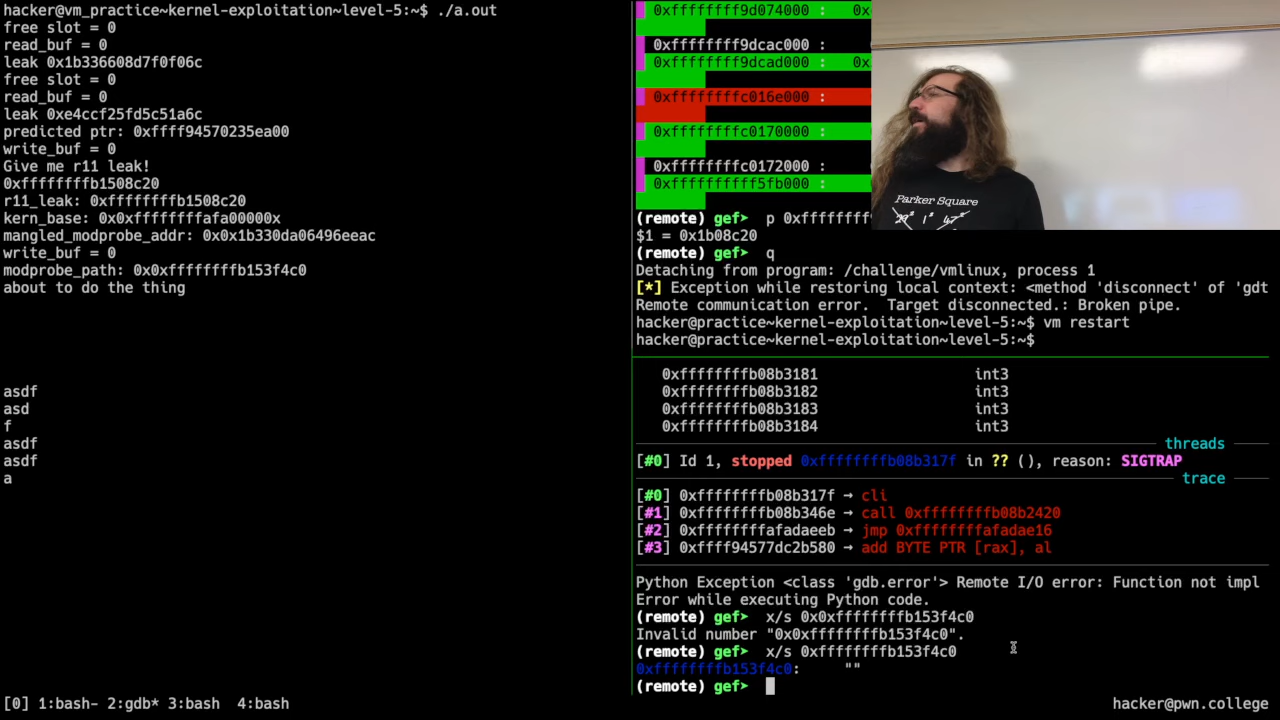 hacker@vm_practice~kernel-exploitation~level-5:~$ ./a.out
free slot = 0
read_buf = 0
leak 0x1b336608d7f0f06c
free slot = 0
read_buf = 0
leak 0xe4ccf25fd5c51a6c
predicted ptr: 0xffff94570235ea00
write_buf = 0
Give me r11 leak!
0xffffffffb1508c20
r11_leak: 0xffffffffb1508c20
kern_base: 0x0xffffffffafa00000x
mangled_modprobe_addr: 0x0x1b330da06496eeac
write_buf = 0
modprobe_path: 0x0xffffffffb153f4c0
about to do the thing
asdf
asd
f
asdf
asdf
a
0xffffffff9d074000 : 0x
0xffffffff9dcac000 :
0xffffffff9dcad000 : 0x
0xffffffffc016e000 :
0xffffffffc0170000 :
0xffffffffc0172000 :
0xffffffffff5fb000 :
(remote) gef➤ p 0xffffffff
$1 = 0x1b08c20
(remote) gef➤ q
Detaching from program: /challenge/vmlinux, process 1
[*] Exception while restoring local context: <method 'disconnect' of 'gdt
Remote communication error. Target disconnected.: Broken pipe.
hacker@practice~kernel-exploitation~level-5:~$ vm restart
hacker@practice~kernel-exploitation~level-5:~$
0xffffffffb08b3181 int3
0xffffffffb08b3182 int3
0xffffffffb08b3183 int3
0xffffffffb08b3184 int3
threads
[#0] Id 1, stopped 0xffffffffb08b317f in ?? (), reason: SIGTRAP
trace
[#0] 0xffffffffb08b317f → cli
[#1] 0xffffffffb08b346e → call 0xffffffffb08b2420
[#2] 0xffffffffafadaeeb → jmp 0xffffffffafadae16
[#3] 0xffff94577dc2b580 → add BYTE PTR [rax], al
Python Exception <class 'gdb.error'> Remote I/O error: Function not impl
Error while executing Python code.
(remote) gef➤ x/s 0x0xffffffffb153f4c0
Invalid number "0x0xffffffffb153f4c0".
(remote) gef➤ x/s 0xffffffffb153f4c0
0xffffffffb153f4c0: ""
(remote) gef➤
Parker Square
29² 1² 47²
[0] 1:bash- 2:gdb* 3:bash 4:bash
hacker@pwn.college